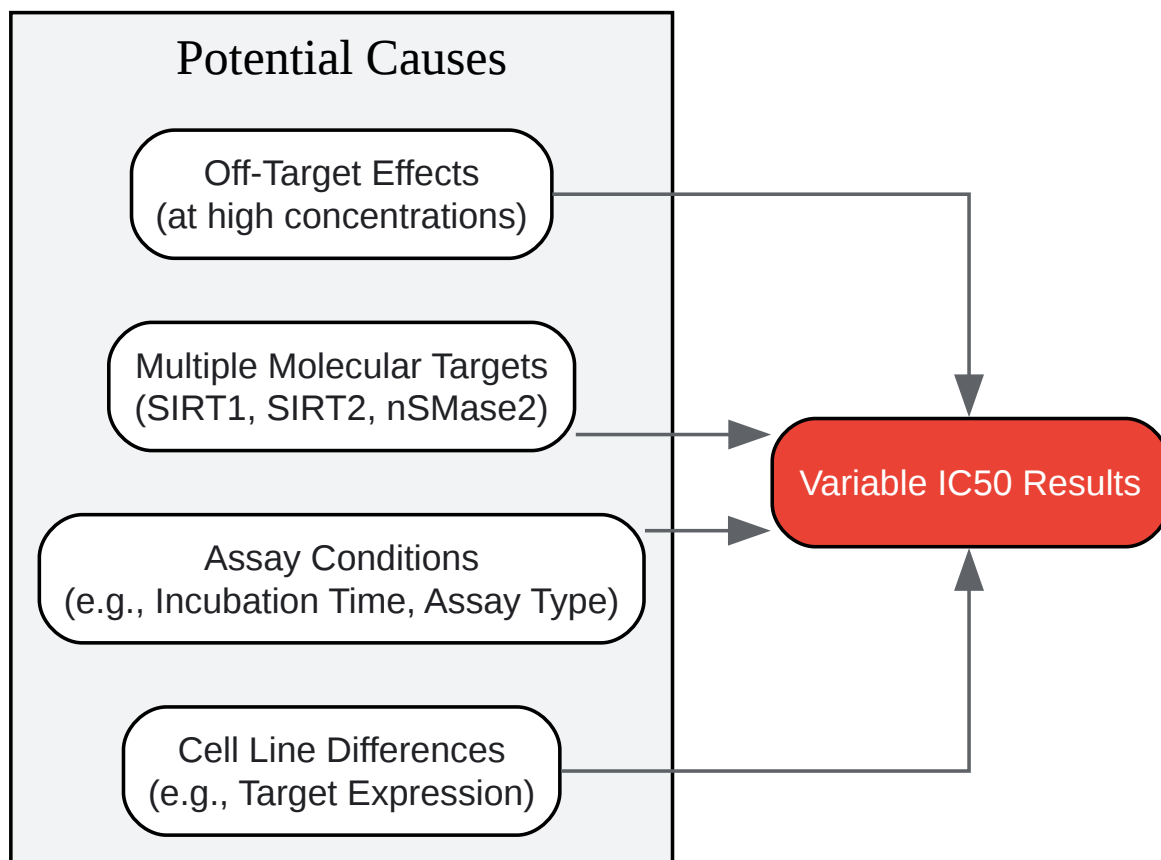 Potential Causes
Off-Target Effects
(at high concentrations)
Multiple Molecular Targets
(SIRT1, SIRT2, nSMase2)
Assay Conditions
(e.g., Incubation Time, Assay Type)
Cell Line Differences
(e.g., Target Expression)
Variable IC50 Results